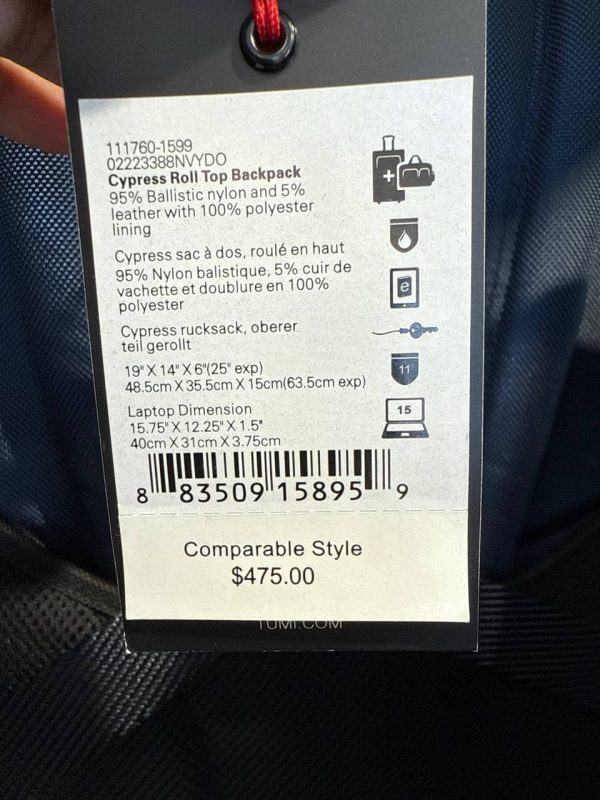 111760-1599
02223388NVYDO
Cypress Roll Top Backpack
95% Ballistic nylon and 5%
leather with 100% polyester
lining
Cypress sac à dos, roulé en haut
95% Nylon balistique, 5% cuir de
vachette et doublure en 100%
polyester
Cypress rucksack, oberer
teil gerollt
19" X 14" X 6"(25" exp)
48.5cm X 35.5cm X 15cm(63.5cm exp)
Laptop Dimension
15.75" X 12.25" X 1.5"
40cm X 31cm X 3.75cm
e
11
15
8 83509 15895 9
Comparable Style
$475.00
TUMI.COM